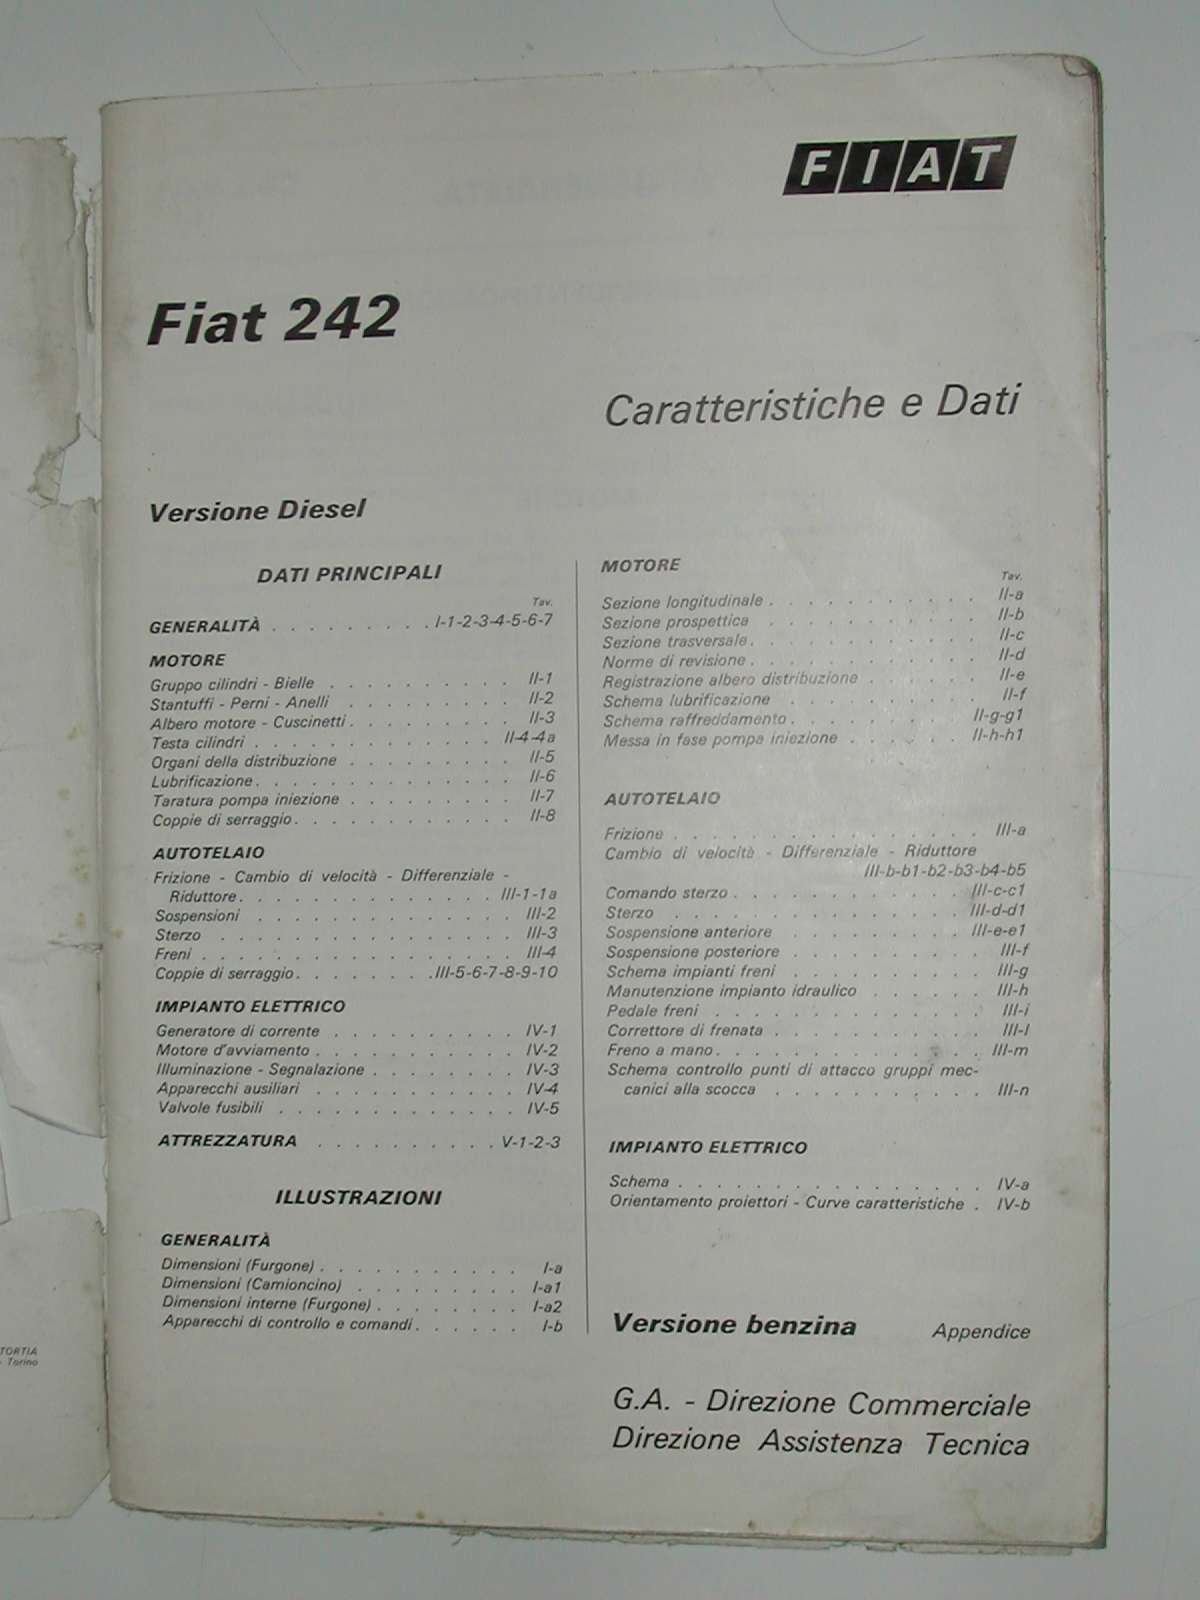 FIAT
Fiat 242
Caratteristiche e Dati
Versione Diesel
DATI PRINCIPALI
Tav.
GENERALITÀ . . . . . . . . . I-1-2-3-4-5-6-7
MOTORE
Gruppo cilindri - Bielle . . . . . . . . . . II-1
Stantuffi - Perni - Anelli . . . . . . . . . II-2
Albero motore - Cuscinetti . . . . . . . . . II-3
Testa cilindri . . . . . . . . . . . . II-4-4a
Organi della distribuzione . . . . . . . . . II-5
Lubrificazione . . . . . . . . . . . . . II-6
Taratura pompa iniezione . . . . . . . . . II-7
Coppie di serraggio . . . . . . . . . . . II-8
AUTOTELAIO
Frizione - Cambio di velocità - Differenziale -
Riduttore . . . . . . . . . . . . . III-1-1a
Sospensioni . . . . . . . . . . . . . III-2
Sterzo . . . . . . . . . . . . . . . III-3
Freni . . . . . . . . . . . . . . . . III-4
Coppie di serraggio . . . . . . . III-5-6-7-8-9-10
IMPIANTO ELETTRICO
Generatore di corrente . . . . . . . . . . IV-1
Motore d'avviamento . . . . . . . . . . . IV-2
Illuminazione - Segnalazione . . . . . . . . IV-3
Apparecchi ausiliari . . . . . . . . . . . IV-4
Valvole fusibili . . . . . . . . . . . . IV-5
ATTREZZATURA . . . . . . . . . . V-1-2-3
ILLUSTRAZIONI
GENERALITÀ
Dimensioni (Furgone) . . . . . . . . . . . I-a
Dimensioni (Camioncino) . . . . . . . . . I-a1
Dimensioni interne (Furgone) . . . . . . . . I-a2
Apparecchi di controllo e comandi . . . . . . I-b
MOTORE
Tav.
Sezione longitudinale . . . . . . . . . . . II-a
Sezione prospettica . . . . . . . . . . . II-b
Sezione trasversale . . . . . . . . . . . . II-c
Norme di revisione . . . . . . . . . . . . II-d
Registrazione albero distribuzione . . . . . . II-e
Schema lubrificazione . . . . . . . . . . II-f
Schema raffreddamento . . . . . . . . . II-g-g1
Messa in fase pompa iniezione . . . . . . II-h-h1
AUTOTELAIO
Frizione . . . . . . . . . . . . . . . III-a
Cambio di velocità - Differenziale - Riduttore
III-b-b1-b2-b3-b4-b5
Comando sterzo . . . . . . . . . . . . III-c-c1
Sterzo . . . . . . . . . . . . . . III-d-d1
Sospensione anteriore . . . . . . . . . III-e-e1
Sospensione posteriore . . . . . . . . . . III-f
Schema impianti freni . . . . . . . . . . III-g
Manutenzione impianto idraulico . . . . . . III-h
Pedale freni . . . . . . . . . . . . . . III-i
Correttore di frenata . . . . . . . . . . . III-l
Freno a mano . . . . . . . . . . . . . . III-m
Schema controllo punti di attacco gruppi mec-
canici alla scocca . . . . . . . . . . . III-n
IMPIANTO ELETTRICO
Schema . . . . . . . . . . . . . . . . IV-a
Orientamento proiettori - Curve caratteristiche . IV-b
Versione benzina Appendice
G.A. - Direzione Commerciale
Direzione Assistenza Tecnica
TORTIA
- Torino